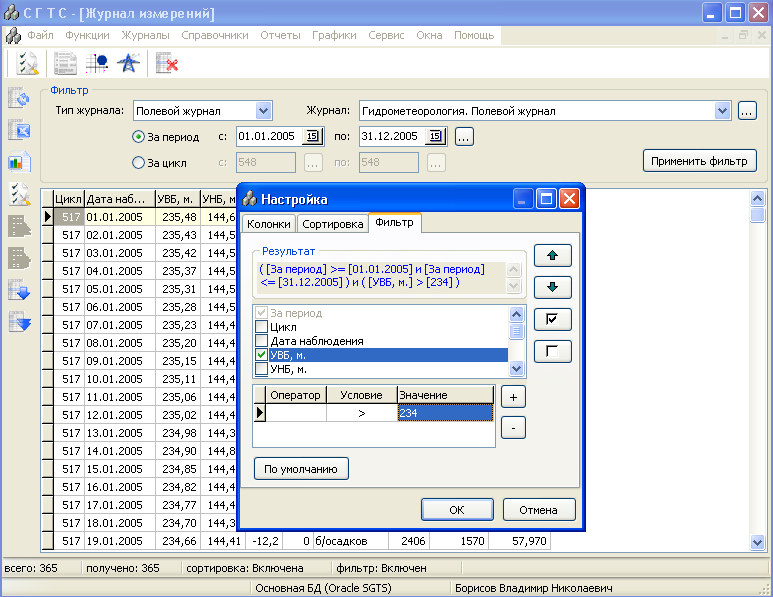 С Г Т С - [Журнал измерений]
Файл Функции Журналы Справочники Отчеты Графики Сервис Окна Помощь
Фильтр
Тип журнала: Полевой журнал Журнал: Гидрометеорология. Полевой журнал ...
За период с: 01.01.2005 15 по: 31.12.2005 15 ...
За цикл с: 548 ... по: 548 ... Применить фильтр
Цикл Дата наб... УВБ, м. УНБ, м.
517 01.01.2005 235,48 144,6
517 02.01.2005 235,43 144,5
517 03.01.2005 235,42 144,5
517 04.01.2005 235,37 144,5
517 05.01.2005 235,31 144,5
517 06.01.2005 235,28 144,5
517 07.01.2005 235,23 144,4
517 08.01.2005 235,20 144,4
517 09.01.2005 235,15 144,4
517 10.01.2005 235,11 144,4
517 11.01.2005 235,06 144,4
517 12.01.2005 235,02 144,4
517 13.01.2005 234,98 144,3
517 14.01.2005 234,90 144,8
517 15.01.2005 234,85 144,4
517 16.01.2005 234,82 144,4
517 17.01.2005 234,77 144,4
517 18.01.2005 234,70 144,3
517 19.01.2005 234,66 144,41 -12,2 0 б/осадков 2406 1570 57,970
Настройка
Колонки Сортировка Фильтр
Результат
( [За период] >= [01.01.2005] и [За период]
<= [31.12.2005] ) и ( [УВБ, м.] > [234] )
За период
Цикл
Дата наблюдения
УВБ, м.
УНБ, м.
Оператор Условие Значение
> 234
+
-
По умолчанию
OK Отмена
всего: 365 получено: 365 сортировка: Включена фильтр: Включен
Основная БД (Oracle SGTS) Борисов Владимир Николаевич